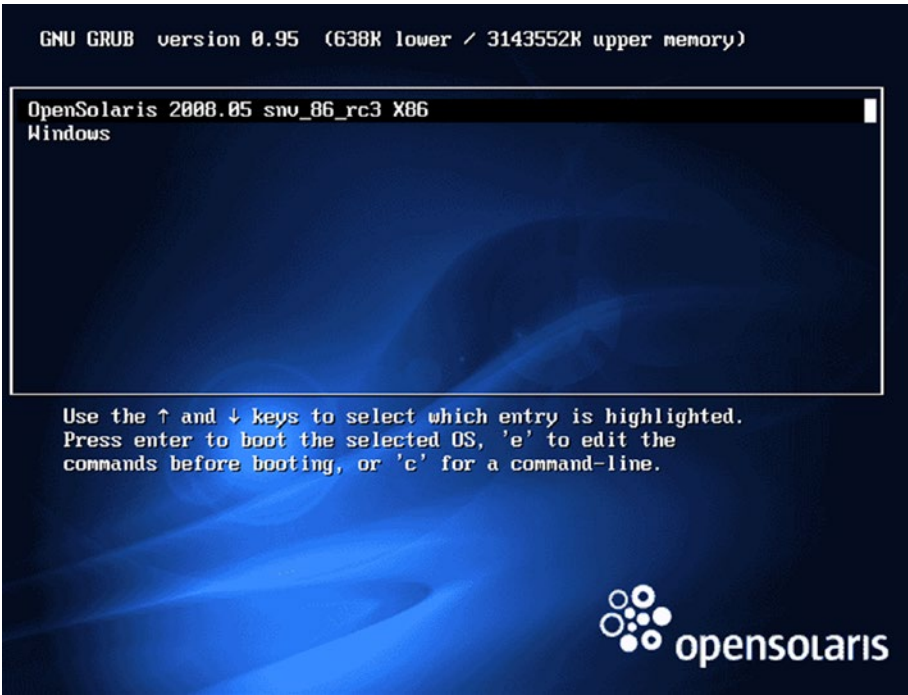 GNU GRUB version 0.95 (638K lower / 3143552K upper memory)
OpenSolaris 2008.05 snv_86_rc3 X86
Windows
Use the ↑ and ↓ keys to select which entry is highlighted.
Press enter to boot the selected OS, 'e' to edit the
commands before booting, or 'c' for a command-line.
opensolaris